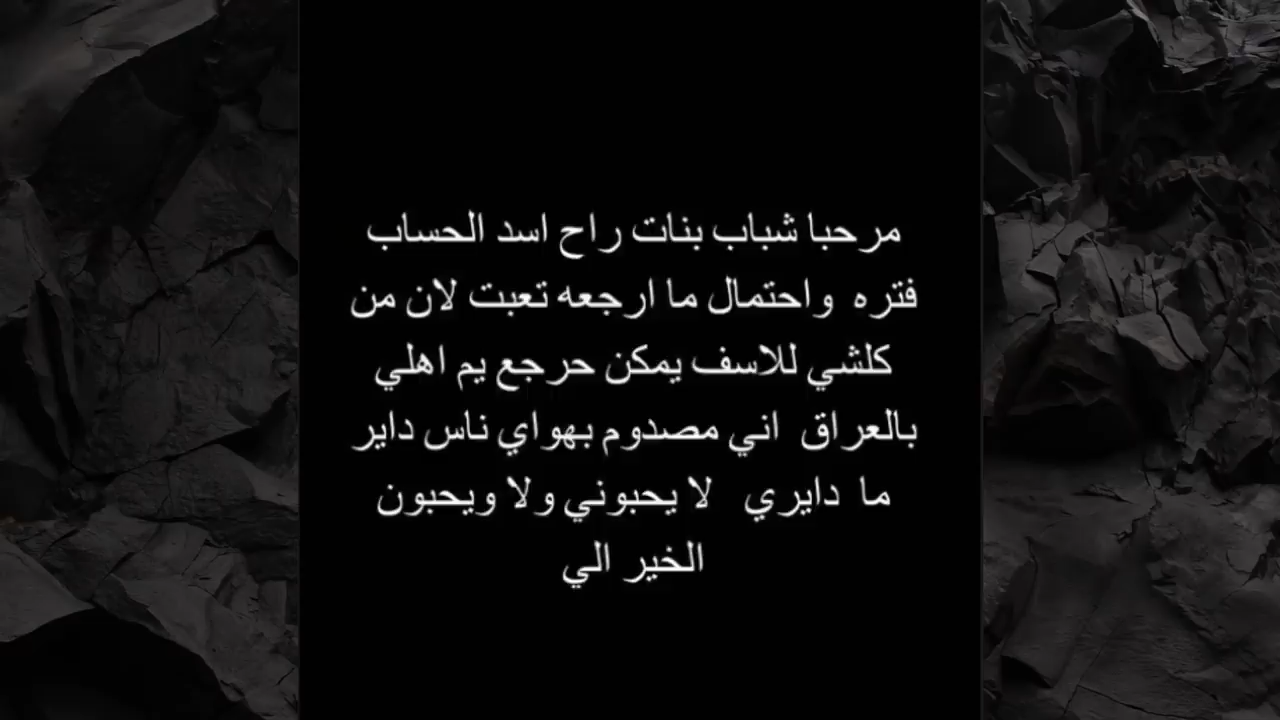 مرحبا شباب بنات راح اسد الحساب
فتره واحتمال ما ارجعه تعبت لان من
كلشي للاسف يمكن حرجع يم اهلي
بالعراق اني مصدوم بهواي ناس داير
ما دايري لا يحبوني ولا ويحبون
الخير الي